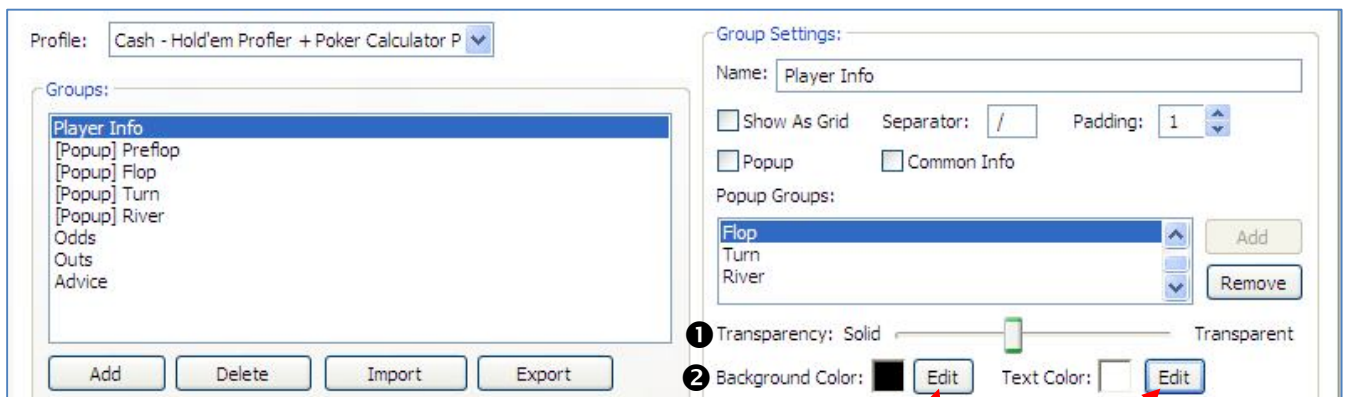 Profile: Cash - Hold'em Profler + Poker Calculator P
Groups:
Player Info
[Popup] Preflop
[Popup] Flop
[Popup] Turn
[Popup] River
Odds
Outs
Advice
Add Delete Import Export
Group Settings:
Name: Player Info
Show As Grid Separator: / Padding: 1
Popup Common Info
Popup Groups:
Flop
Turn
River
Add
Remove
❶ Transparency: Solid Transparent
❷ Background Color: Edit Text Color: Edit